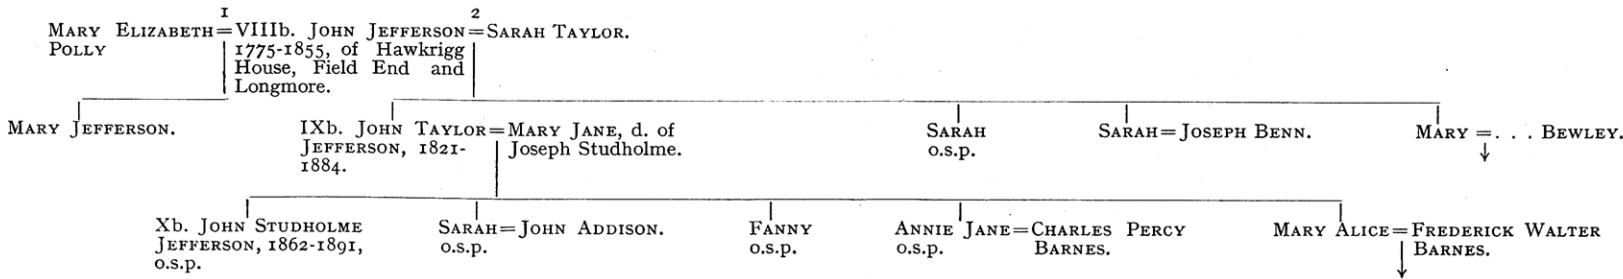 1 2
MARY ELIZABETH=VIIIb. JOHN JEFFERSON=SARAH TAYLOR.
POLLY 1775-1855, of Hawkrigg
House, Field End and
Longmore.
MARY JEFFERSON. IXb. JOHN TAYLOR=MARY JANE, d. of SARAH SARAH=JOSEPH BENN. MARY =. . . BEWLEY.
JEFFERSON, 1821- Joseph Studholme. o.s.p.
1884.
Xb. JOHN STUDHOLME SARAH=JOHN ADDISON. FANNY ANNIE JANE=CHARLES PERCY MARY ALICE=FREDERICK WALTER
JEFFERSON, 1862-1891, o.s.p. o.s.p. o.s.p. BARNES. BARNES.
o.s.p.